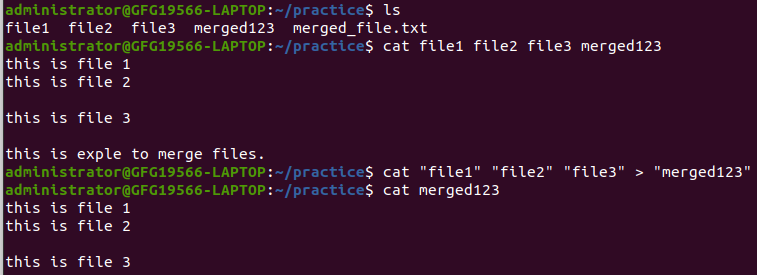 administrator@GFG19566-LAPTOP:~/practice$ ls
file1  file2  file3  merged123  merged_file.txt
administrator@GFG19566-LAPTOP:~/practice$ cat file1 file2 file3 merged123
this is file 1
this is file 2

this is file 3

this is exple to merge files.
administrator@GFG19566-LAPTOP:~/practice$ cat "file1" "file2" "file3" > "merged123"
administrator@GFG19566-LAPTOP:~/practice$ cat merged123
this is file 1
this is file 2

this is file 3